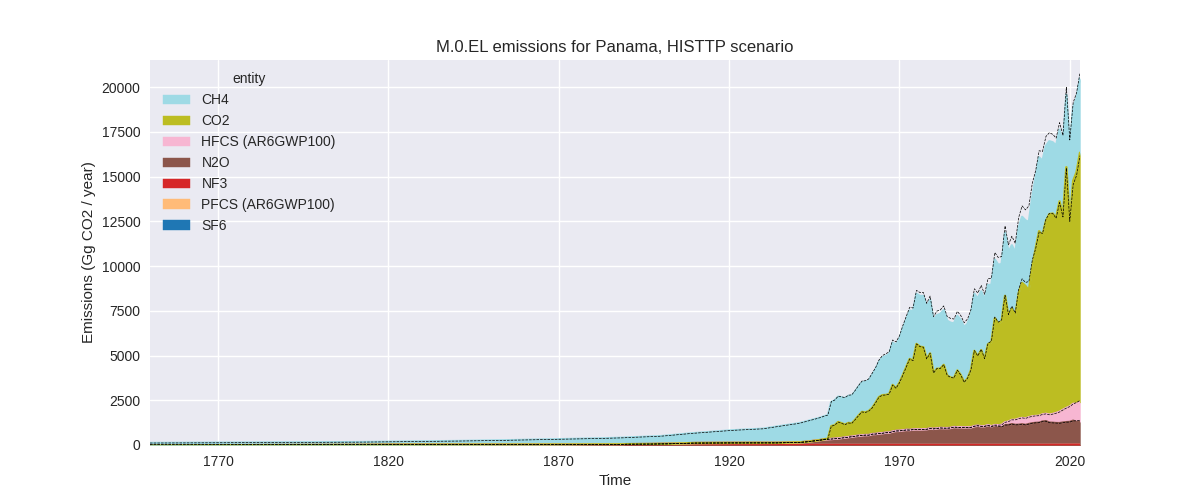 M.0.EL emissions for Panama, HISTTP scenario
Emissions (Gg CO2 / year)
20000
17500
15000
12500
10000
7500
5000
2500
0
entity
CH4
CO2
HFCS (AR6GWP100)
N2O
NF3
PFCS (AR6GWP100)
SF6
1770 1820 1870 1920 1970 2020
Time